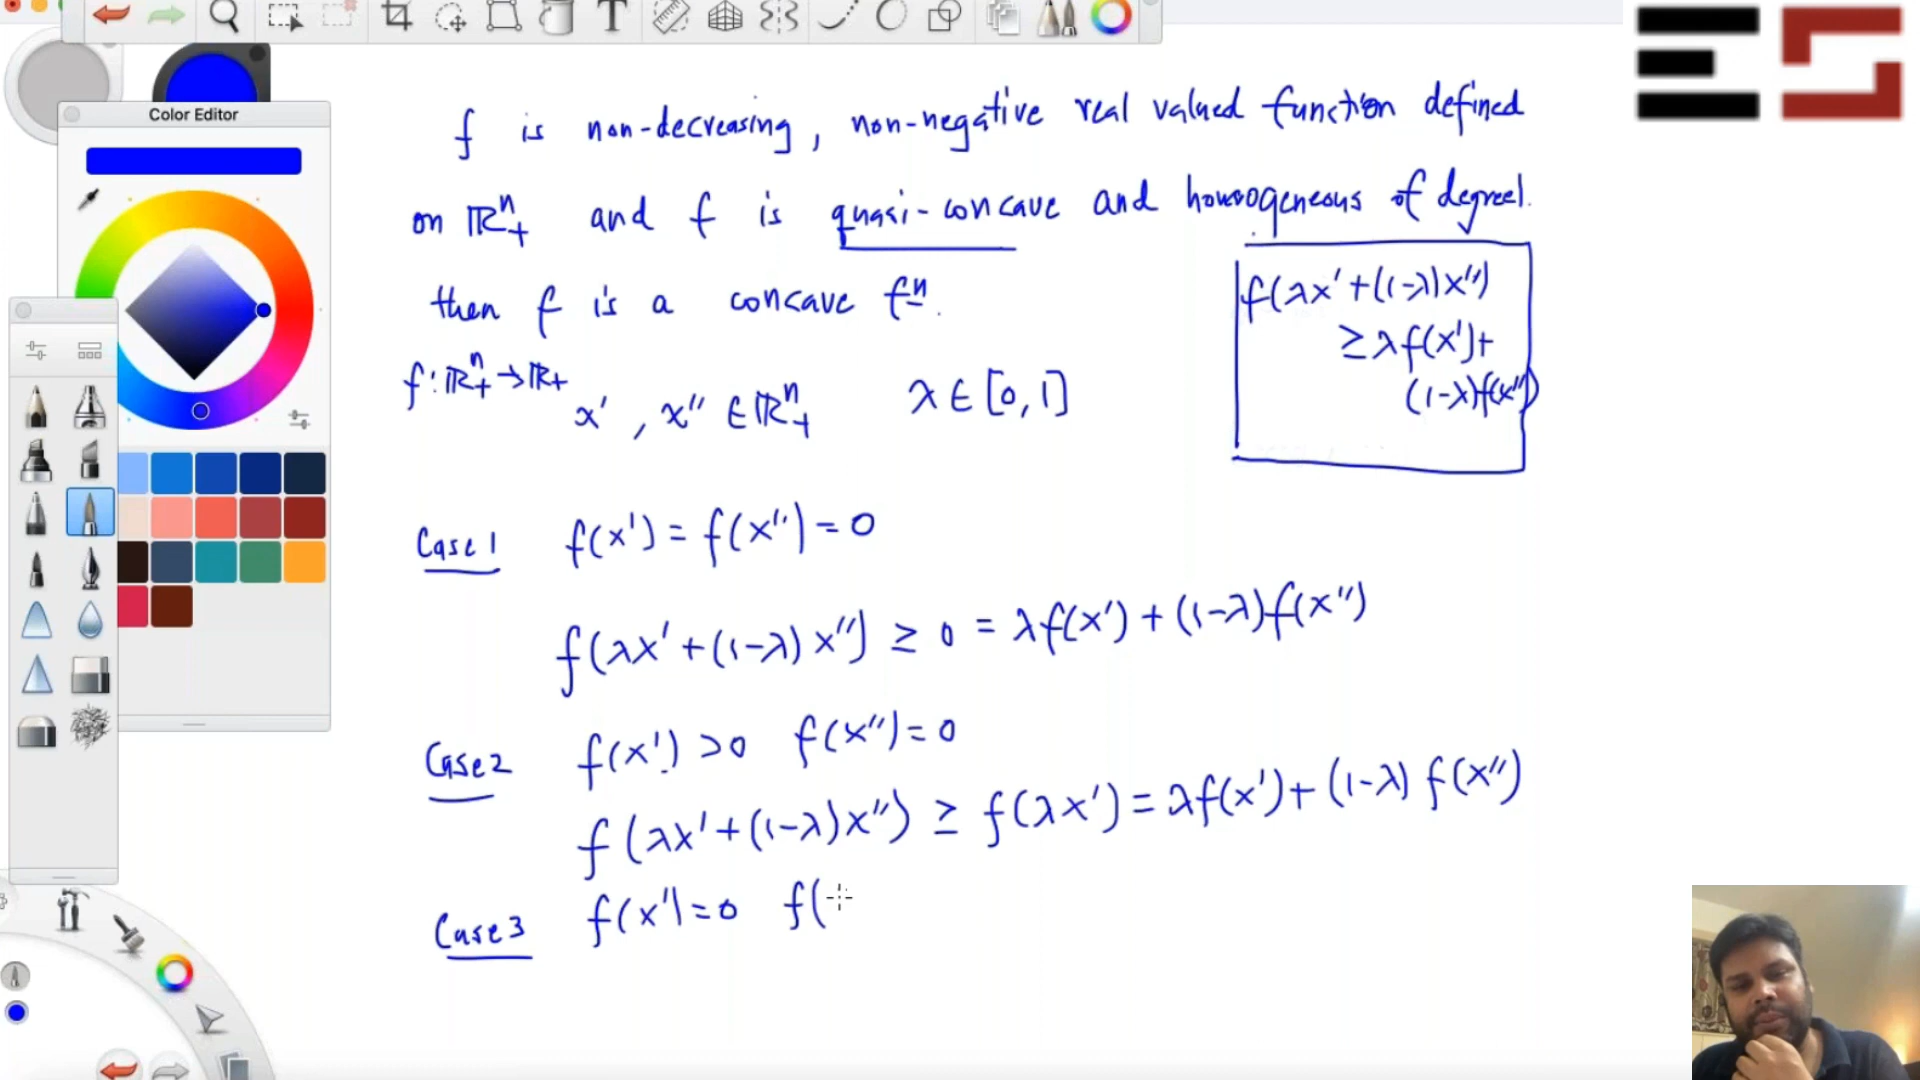 T
ES
Color Editor
f is non-decreasing, non-negative real valued function defined
on ℝⁿ₊ and f is quasi-concave and homogeneous of degree 1.
then f is a concave fⁿ.
f(λx'+(1-λ)x'')
≥ λf(x')+
(1-λ)f(x'')
f: ℝⁿ₊ → ℝ₊
x', x'' ∈ ℝⁿ₊ λ ∈ [0,1]
Case 1 f(x') = f(x'') = 0
f(λx'+(1-λ)x'') ≥ 0 = λf(x') + (1-λ)f(x'')
Case 2 f(x') > 0 f(x'') = 0
f(λx'+(1-λ)x'') ≥ f(λx') = λf(x') + (1-λ) f(x'')
Case 3 f(x') = 0 f(